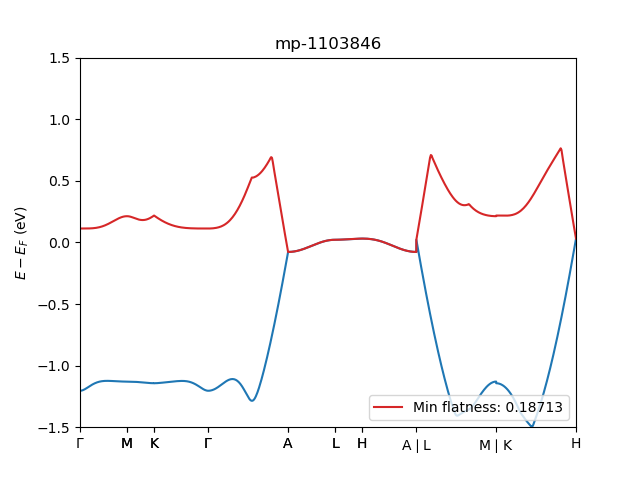 mp-1103846
E − E_F (eV)
1.5
1.0
0.5
0.0
−0.5
−1.0
−1.5
Min flatness: 0.18713
Γ M K Γ A L H A | L M | K H